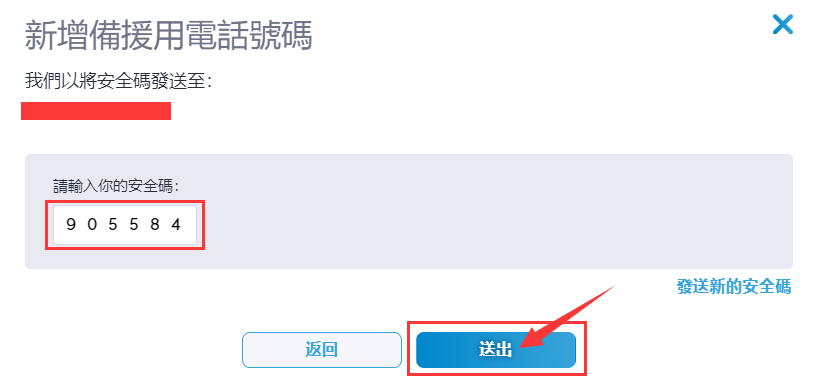 新增備援用電話號碼
我們以將安全碼發送至:
請輸入你的安全碼:
9 0 5 5 8 4
發送新的安全碼
返回
送出